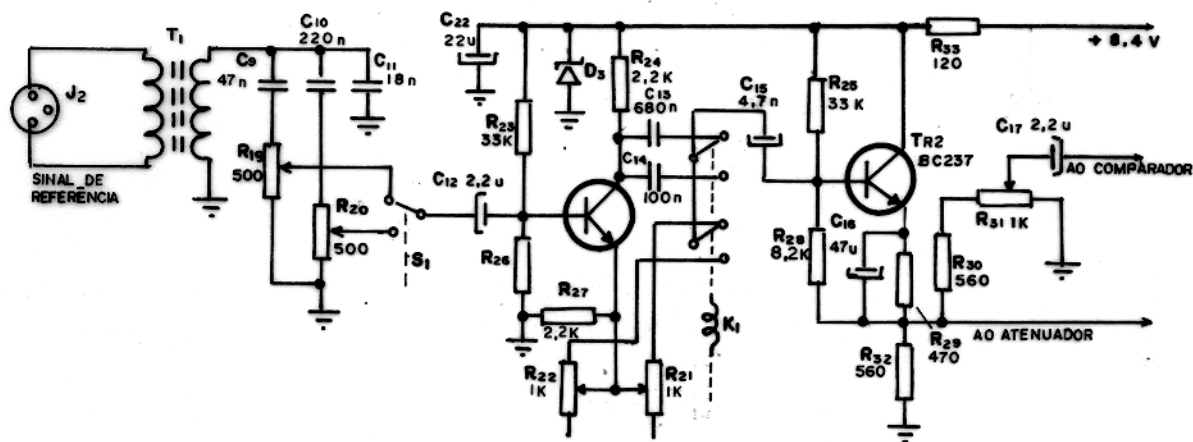 J2
SINAL_DE
REFERÊNCIA
T1
C9
47n
C10
220n
C11
18n
R19
500
R20
500
S1
C12 2,2u
C22
22u
D3
R23
33K
R26
R27
2,2K
R22
1K
R21
1K
R24
2,2K
C13
680n
C14
100n
K1
C15
4,7n
R25
33K
R28
8,2K
TR2
BC237
C16
47u
R29
470
R32
560
R30
560
R31 1K
C17 2,2u
AO COMPARADOR
AO ATENUADOR
R33
120
+ 8.4 V